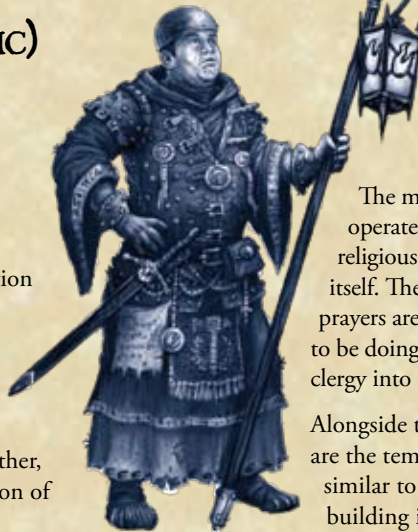 IC)
ion
ther,
on of
The m
operate
religious
itself. The
prayers are
to be doing
clergy into
Alongside t
are the tem
similar to
building i